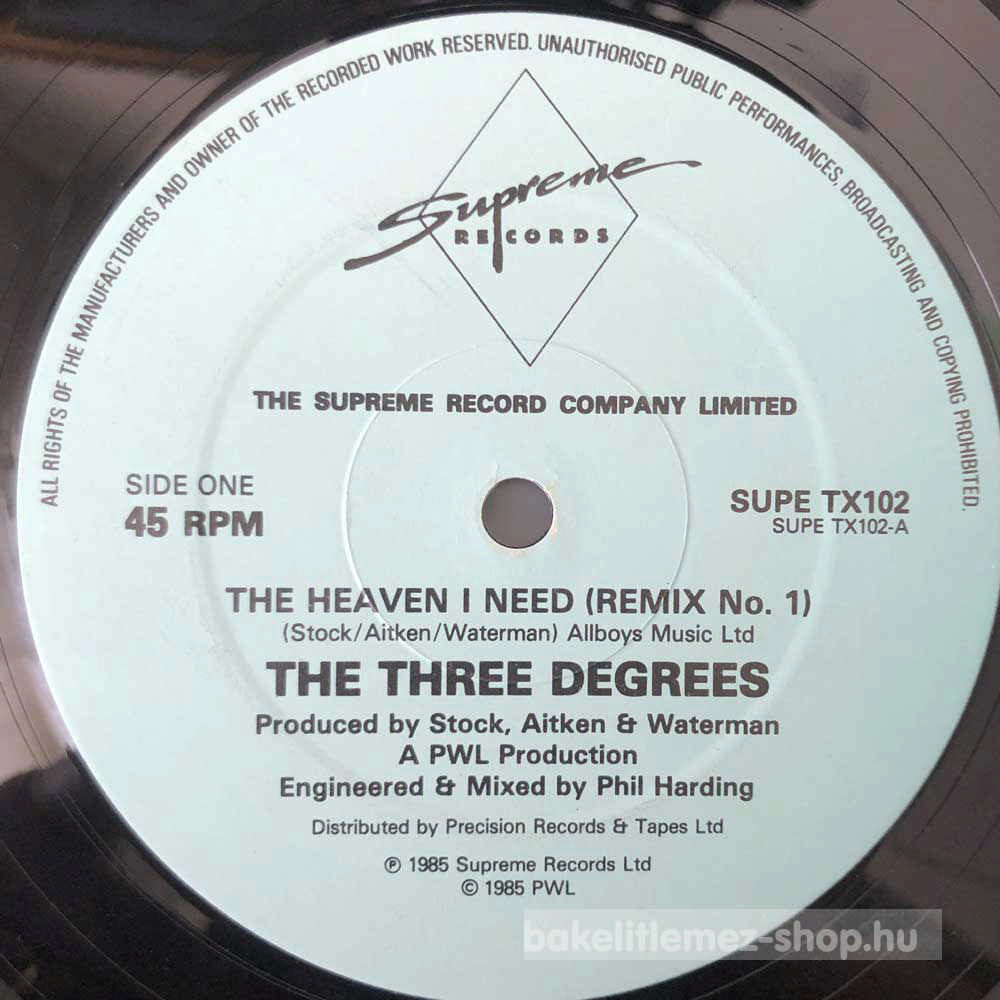 ALL RIGHTS OF THE MANUFACTURERS AND OWNER OF THE RECORDED WORK RESERVED. UNAUTHORISED PUBLIC PERFORMANCES, BROADCASTING AND COPYING PROHIBITED.
Supreme
RECORDS
THE SUPREME RECORD COMPANY LIMITED
SIDE ONE
45 RPM
SUPE TX102
SUPE TX102-A
THE HEAVEN I NEED (REMIX No. 1)
(Stock/Aitken/Waterman) Allboys Music Ltd
THE THREE DEGREES
Produced by Stock, Aitken & Waterman
A PWL Production
Engineered & Mixed by Phil Harding
Distributed by Precision Records & Tapes Ltd
℗ 1985 Supreme Records Ltd
© 1985 PWL
bakelitlemez-shop.hu